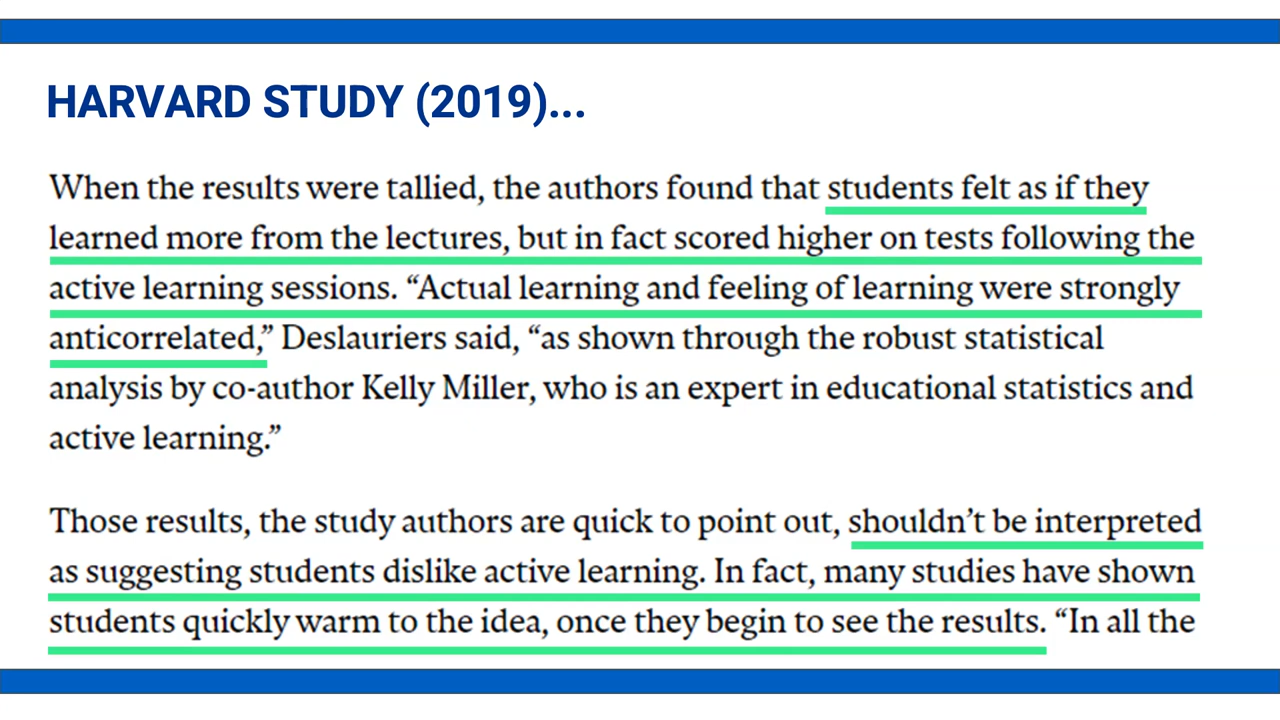 HARVARD STUDY (2019)...
When the results were tallied, the authors found that students felt as if they
learned more from the lectures, but in fact scored higher on tests following the
active learning sessions. “Actual learning and feeling of learning were strongly
anticorrelated,” Deslauriers said, “as shown through the robust statistical
analysis by co-author Kelly Miller, who is an expert in educational statistics and
active learning.”
Those results, the study authors are quick to point out, shouldn’t be interpreted
as suggesting students dislike active learning. In fact, many studies have shown
students quickly warm to the idea, once they begin to see the results. “In all the